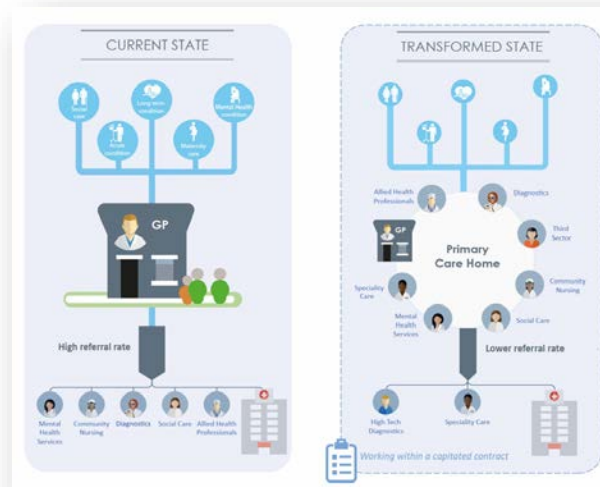 CURRENT STATE
Social
care
Long term
condition
Mental Health
condition
Acute
condition
Maternity
care
GP
High referral rate
Mental
Health
Services
Community
Nursing
Diagnostics
Social Care
Allied Health
Professionals
TRANSFORMED STATE
Allied Health
Professionals
Diagnostics
GP
Third
Sector
Primary
Care Home
Speciality
Care
Community
Nursing
Mental
Health
Services
Social Care
Lower referral rate
High Tech
Diagnostics
Speciality Care
Working within a capitated contract